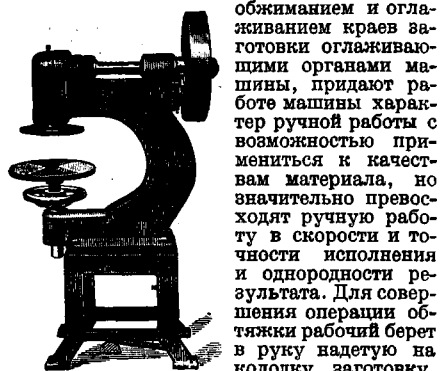 обжиманием и огла-
живанием краев за-
готовки оглаживаю-
щими органами ма-
шины, придают ра-
боте машины харак-
тер ручной работы с
возможностью при-
мениться к качест-
вам материала, но
значительно превос-
ходят ручную рабо-
ту в скорости и то-
чности исполнения
и однородности ре-
зультата. Для совер-
шения операции об-
тяжки рабочий берет
в руку надетую на
колодку заготовку,